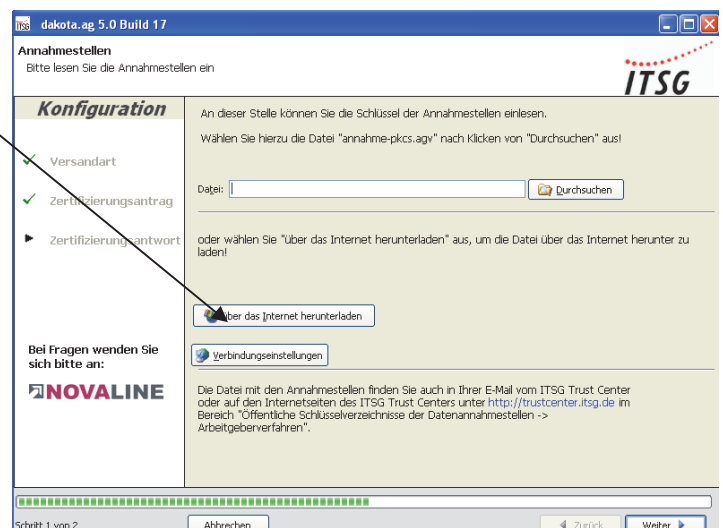 dakota.ag 5.0 Build 17
Annahmestellen
Bitte lesen Sie die Annahmestellen ein
ITSG
Konfiguration
Versandart
Zertifizierungsantrag
Zertifizierungsantwort
Bei Fragen wenden Sie
sich bitte an:
NOVALINE
An dieser Stelle können Sie die Schlüssel der Annahmestellen einlesen.
Wählen Sie hierzu die Datei "annahme-pkcs.agv" nach Klicken von "Durchsuchen" aus!
Datei:
Durchsuchen
oder wählen Sie "über das Internet herunterladen" aus, um die Datei über das Internet herunter zu
laden!
über das Internet herunterladen
Verbindungseinstellungen
Die Datei mit den Annahmestellen finden Sie auch in Ihrer E-Mail vom ITSG Trust Center
oder auf den Internetseiten des ITSG Trust Centers unter http://trustcenter.itsg.de im
Bereich "Öffentliche Schlüsselverzeichnisse der Datenannahmestellen ->
Arbeitgeberverfahren".
Schritt 1 von 2
Abbrechen
Zurück
Weiter